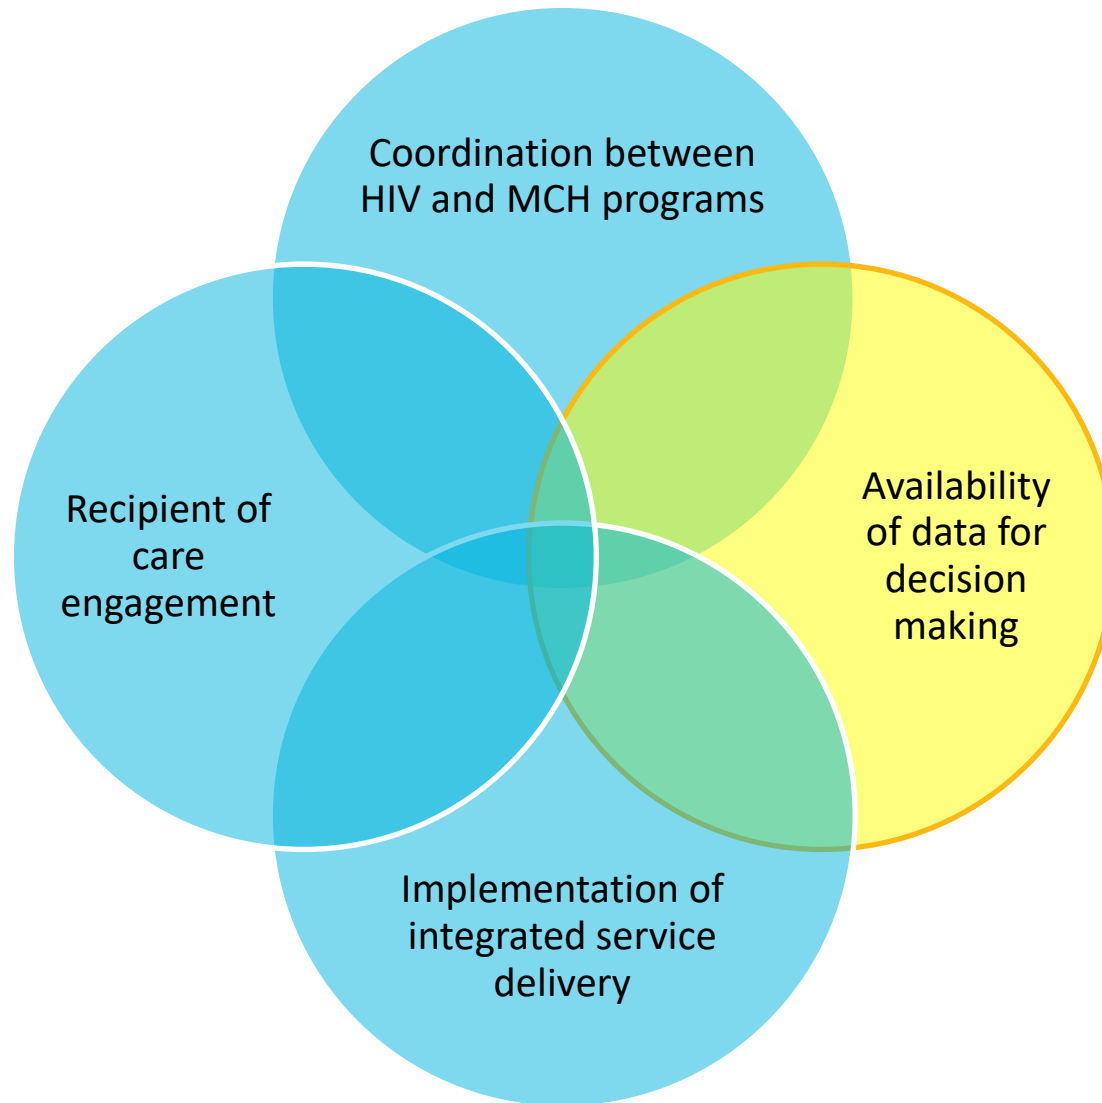 Coordination between
HIV and MCH programs
Recipient of
care
engagement
Availability
of data for
decision
making
Implementation of
integrated service
delivery